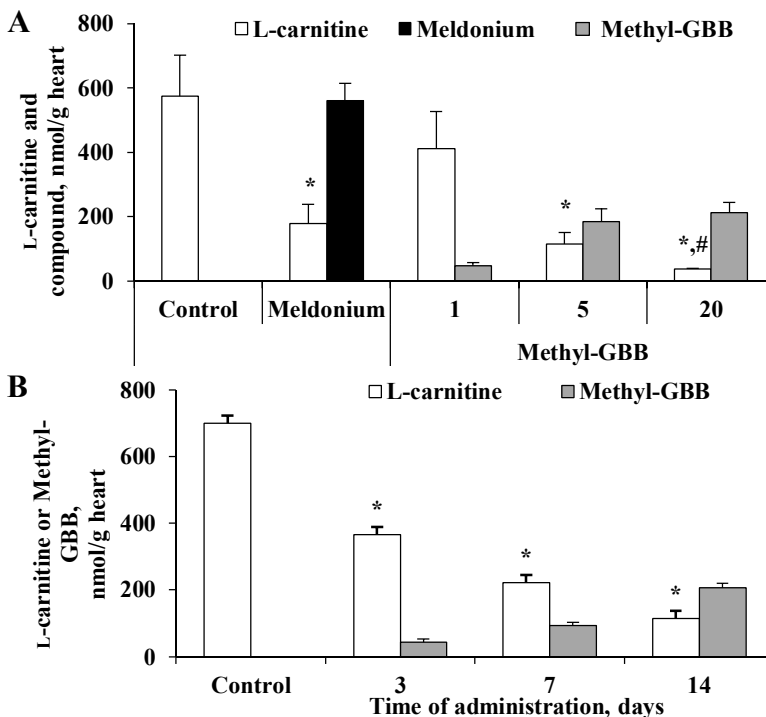 A
L-carnitine
Meldonium
Methyl-GBB
L-carnitine and
compound, nmol/g heart
800
600
400
200
0
*
*
*,#
Control
Meldonium
1
5
20
Methyl-GBB
B
L-carnitine
Methyl-GBB
L-carnitine or Methyl-
GBB,
nmol/g heart
800
600
400
200
0
*
*
*
Control
3
7
14
Time of administration, days